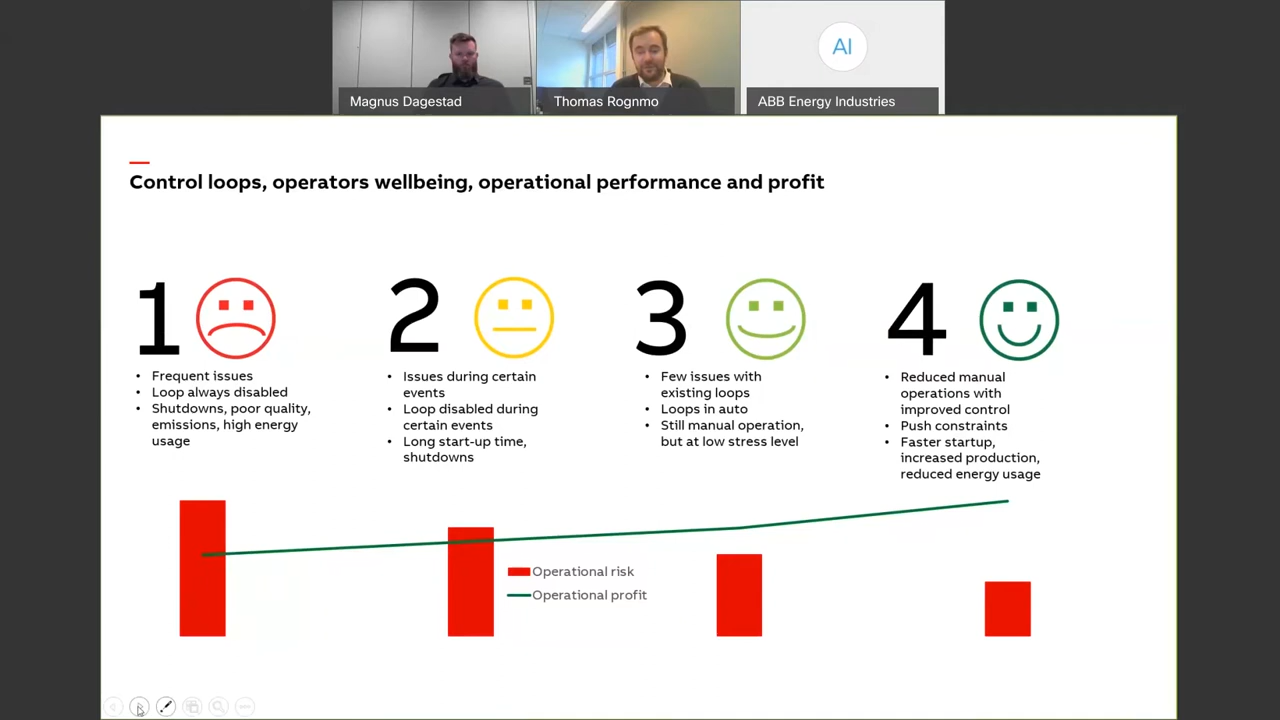 Magnus Dagestad
Thomas Rognmo
AI
ABB Energy Industries
Control loops, operators wellbeing, operational performance and profit
1
• Frequent issues
• Loop always disabled
• Shutdowns, poor quality,
emissions, high energy
usage
2
• Issues during certain
events
• Loop disabled during
certain events
• Long start-up time,
shutdowns
3
• Few issues with
existing loops
• Loops in auto
• Still manual operation,
but at low stress level
4
• Reduced manual
operations with
improved control
• Push constraints
• Faster startup,
increased production,
reduced energy usage
Operational risk
Operational profit